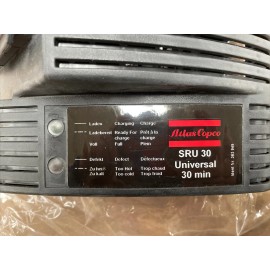 Laden Charging Charge
Ladebereit Ready For Prêt à la
charge charge
Voll Full Plein
Defekt Defect Défectueux
Zu heiß Too Hot Trop chaud
Zu kalt Too cold Trop froid
Atlas Copco
SRU 30
Universal
30 min